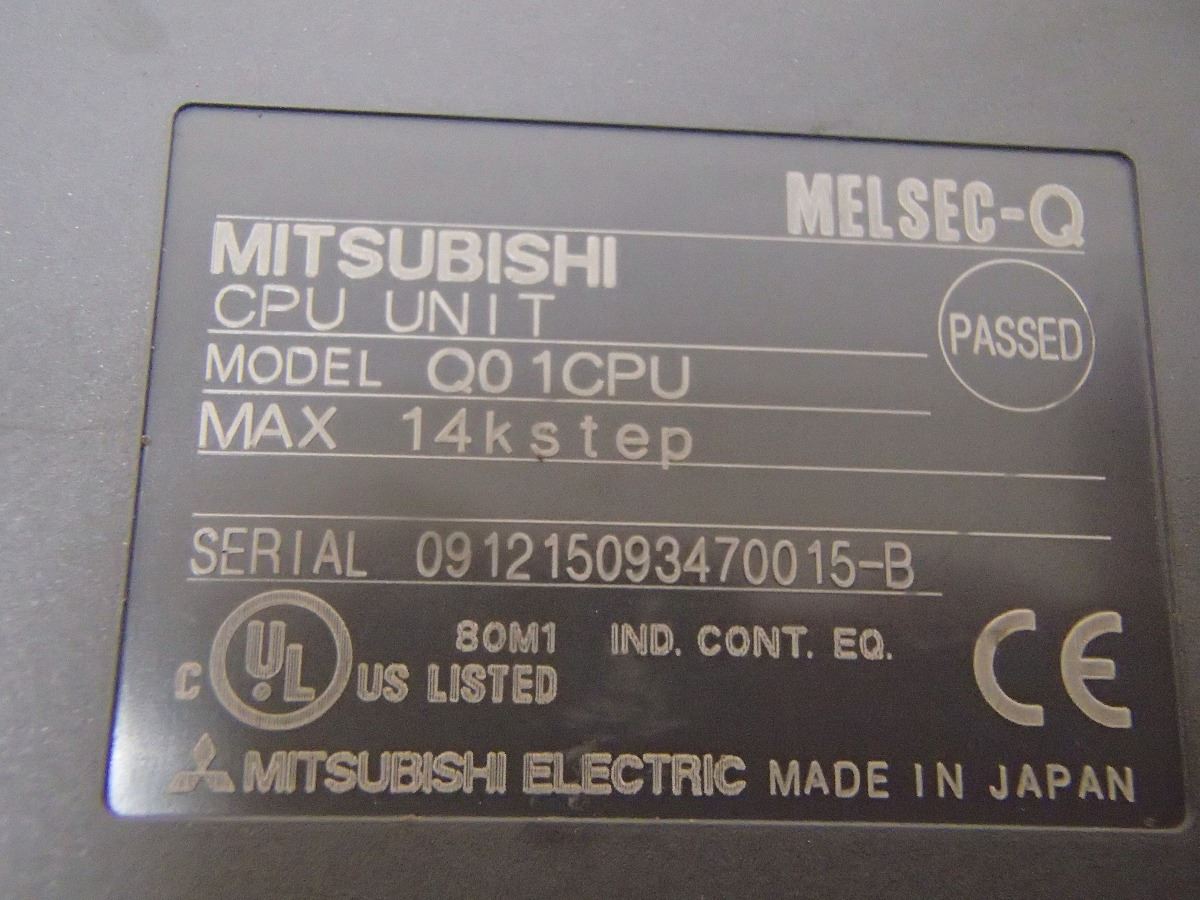 MELSEC-Q
MITSUBISHI
CPU UNIT
PASSED
MODEL Q01CPU
MAX 14kstep
SERIAL 091215093470015-B
C UL US LISTED 80M1 IND. CONT. EQ.
CE
MITSUBISHI ELECTRIC MADE IN JAPAN